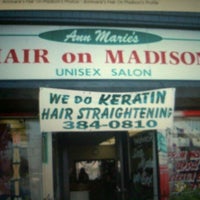 Ann Marie's
HAIR on MADISON
UNISEX SALON
WE DO KERATIN
HAIR STRAIGHTENING
384-0810